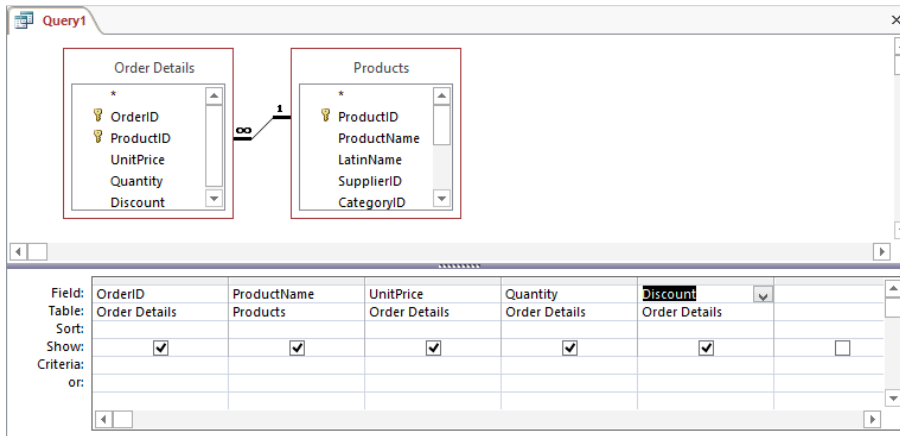 Query1
Order Details
*
OrderID
ProductID
UnitPrice
Quantity
Discount
∞ 1
Products
*
ProductID
ProductName
LatinName
SupplierID
CategoryID
Field: OrderID ProductName UnitPrice Quantity Discount
Table: Order Details Products Order Details Order Details Order Details
Sort:
Show:
Criteria:
or: